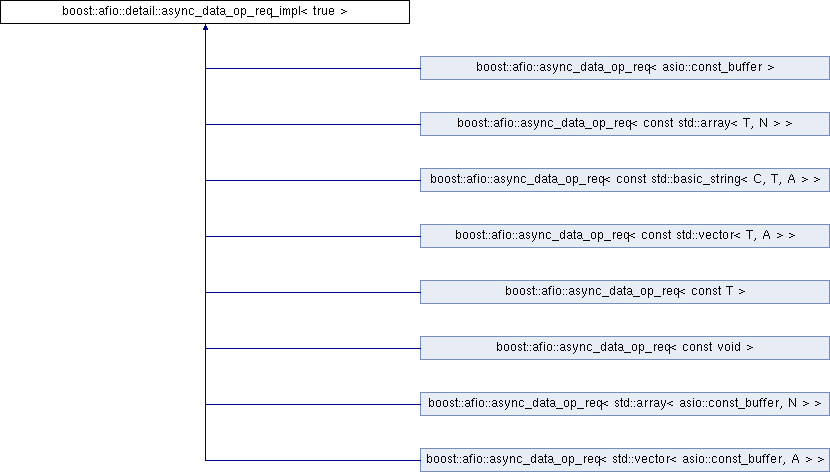 boost::afio::detail::async_data_op_req_impl< true >
boost::afio::async_data_op_req< asio::const_buffer >
boost::afio::async_data_op_req< const std::array< T, N > >
boost::afio::async_data_op_req< const std::basic_string< C, T, A > >
boost::afio::async_data_op_req< const std::vector< T, A > >
boost::afio::async_data_op_req< const T >
boost::afio::async_data_op_req< const void >
boost::afio::async_data_op_req< std::array< asio::const_buffer, N > >
boost::afio::async_data_op_req< std::vector< asio::const_buffer, A > >